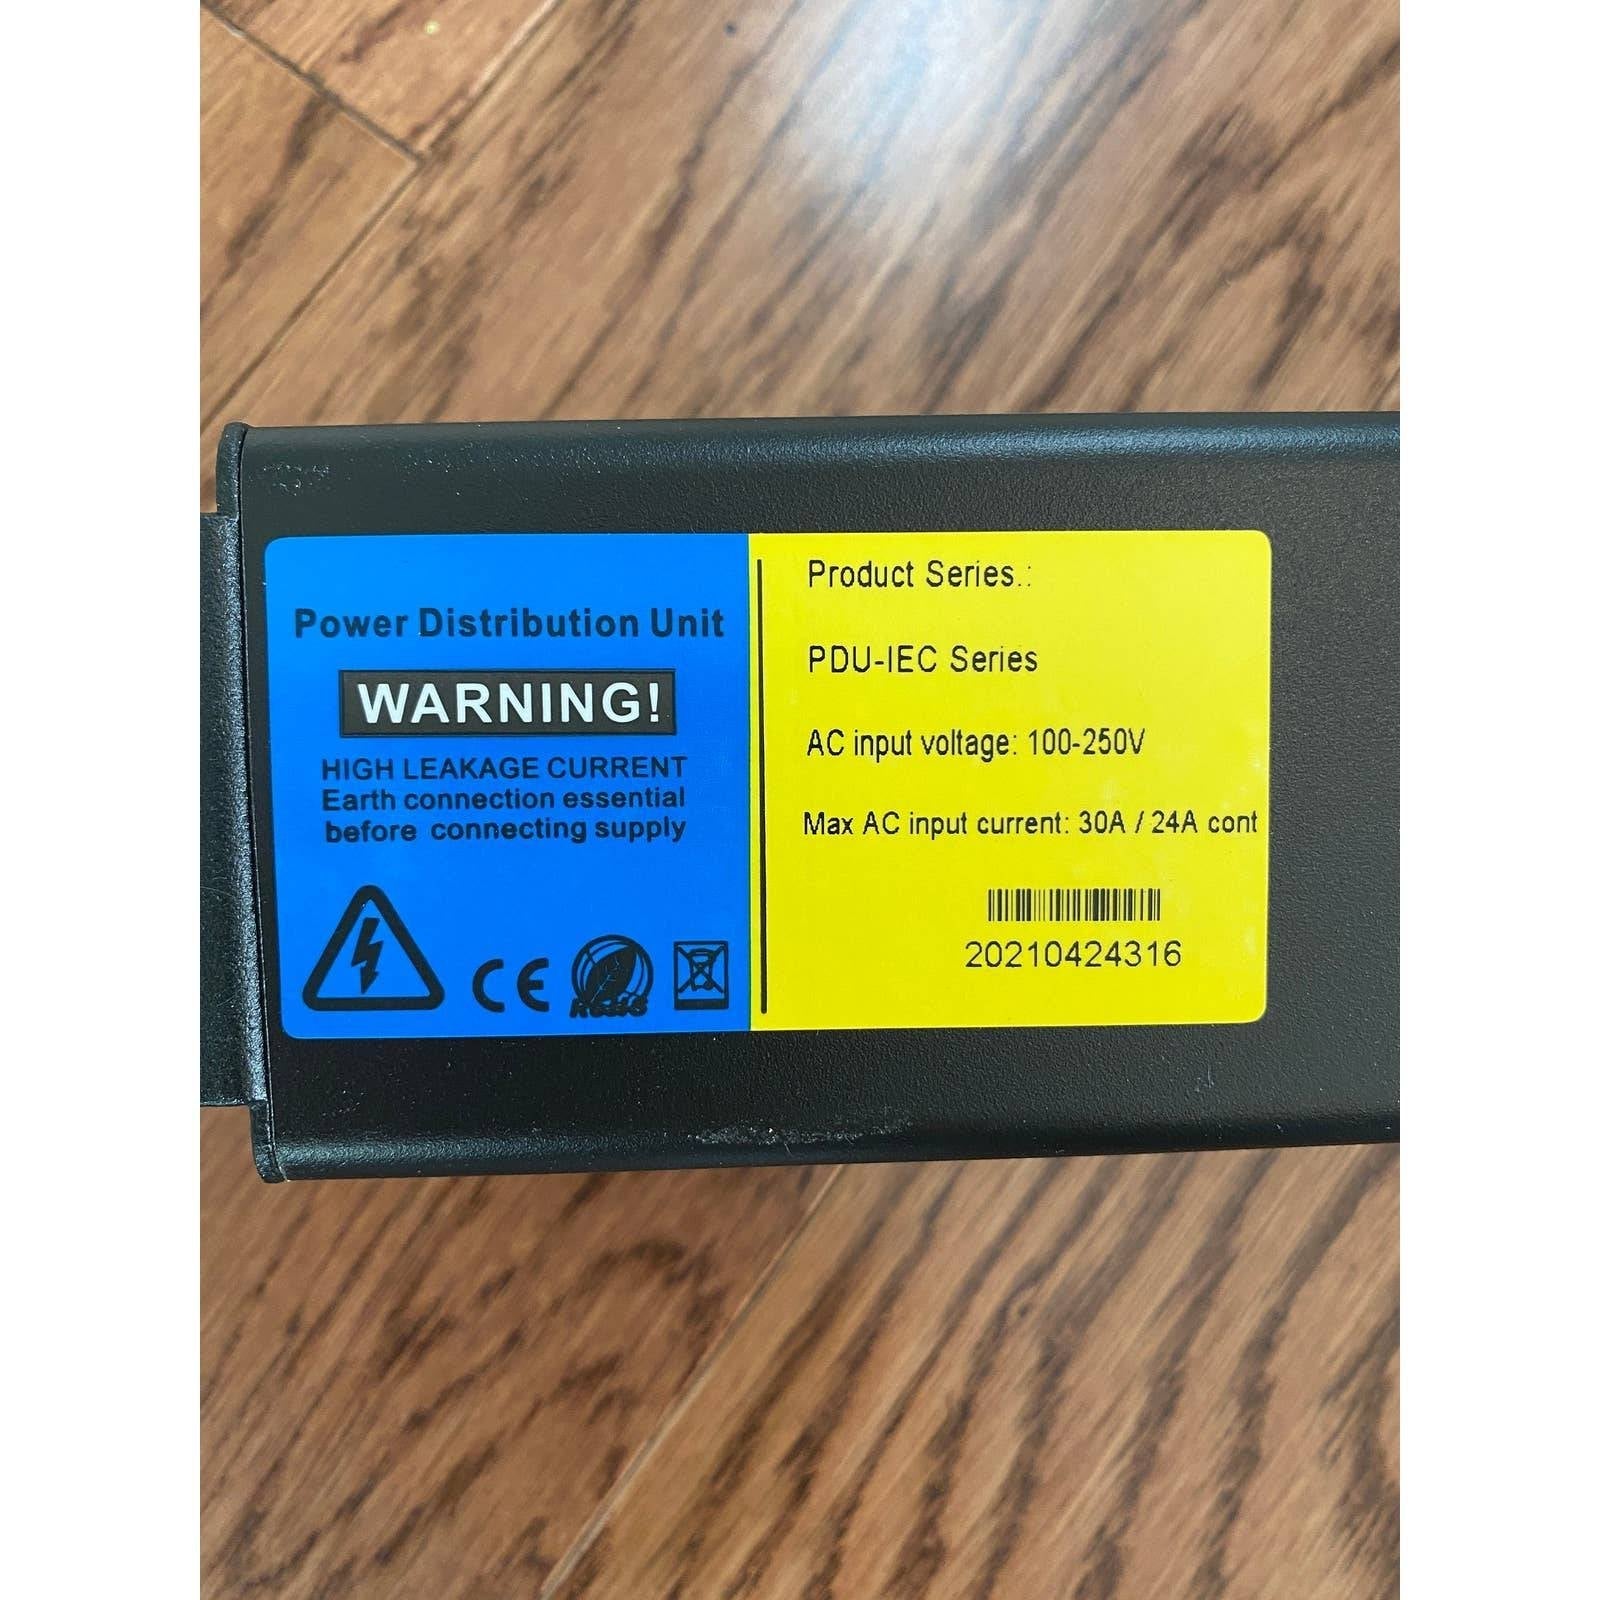 Power Distribution Unit
WARNING!
HIGH LEAKAGE CURRENT
Earth connection essential
before connecting supply
CE
RoHS
Product Series.:
PDU-IEC Series
AC input voltage: 100-250V
Max AC input current: 30A / 24A cont
20210424316